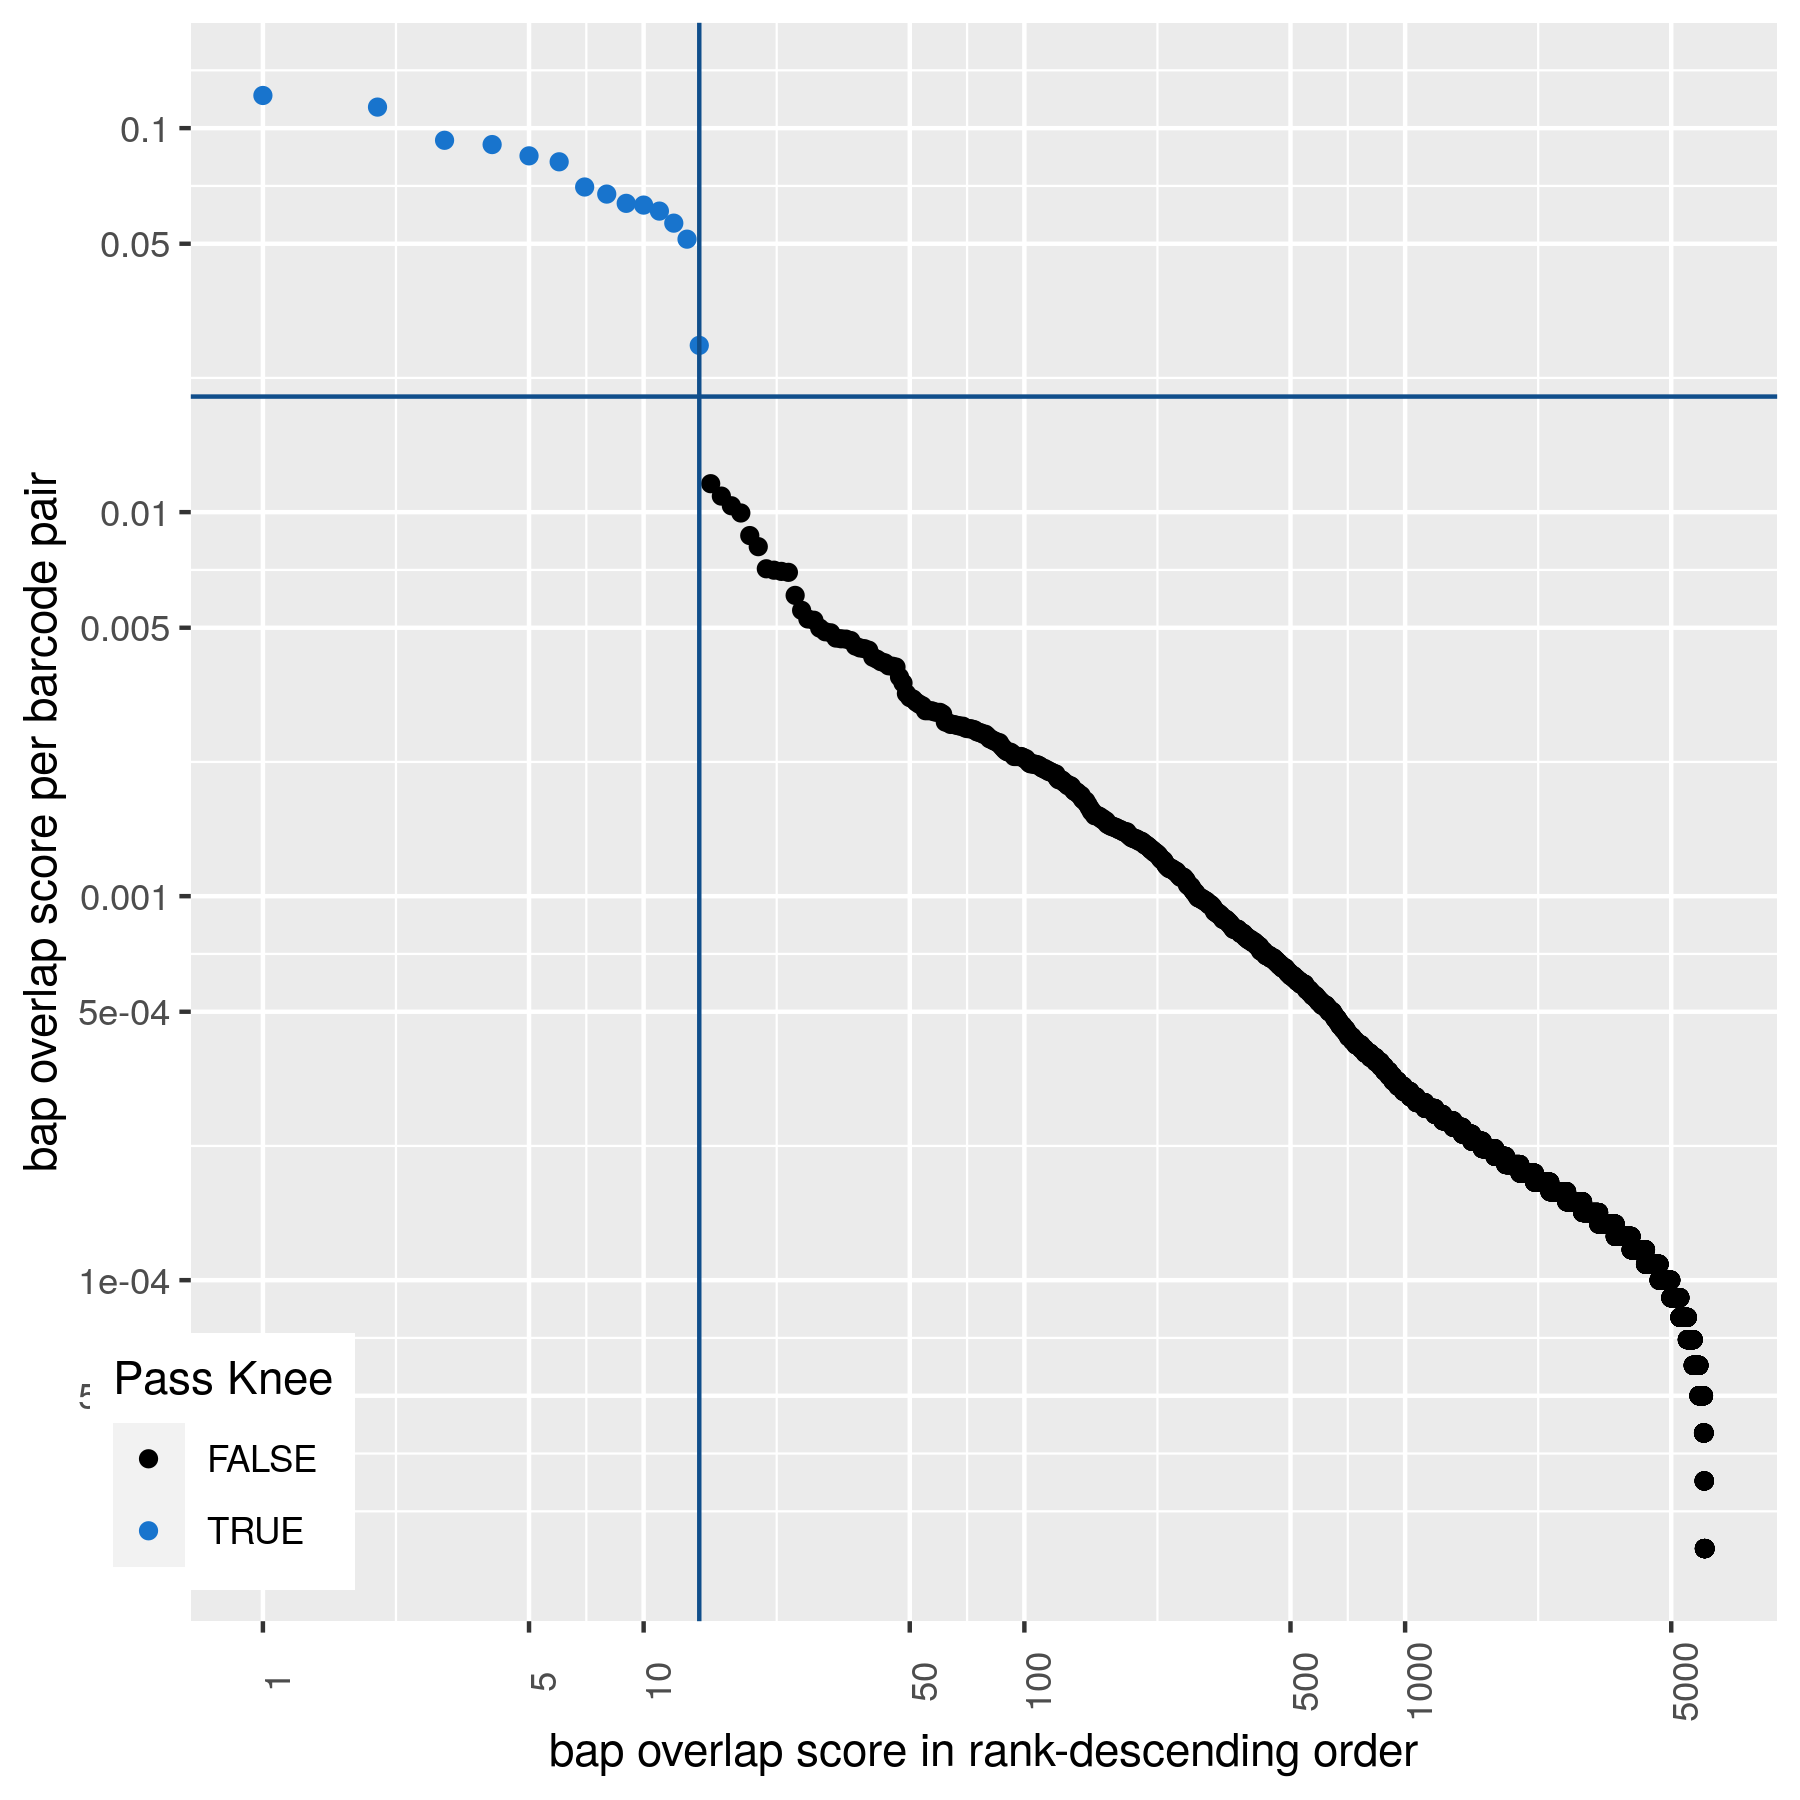 0.1
0.05
0.01
0.005
0.001
5e-04
1e-04
bap overlap score per barcode pair
Pass Knee
FALSE
TRUE
1
5
10
50
100
500
1000
5000
bap overlap score in rank-descending order